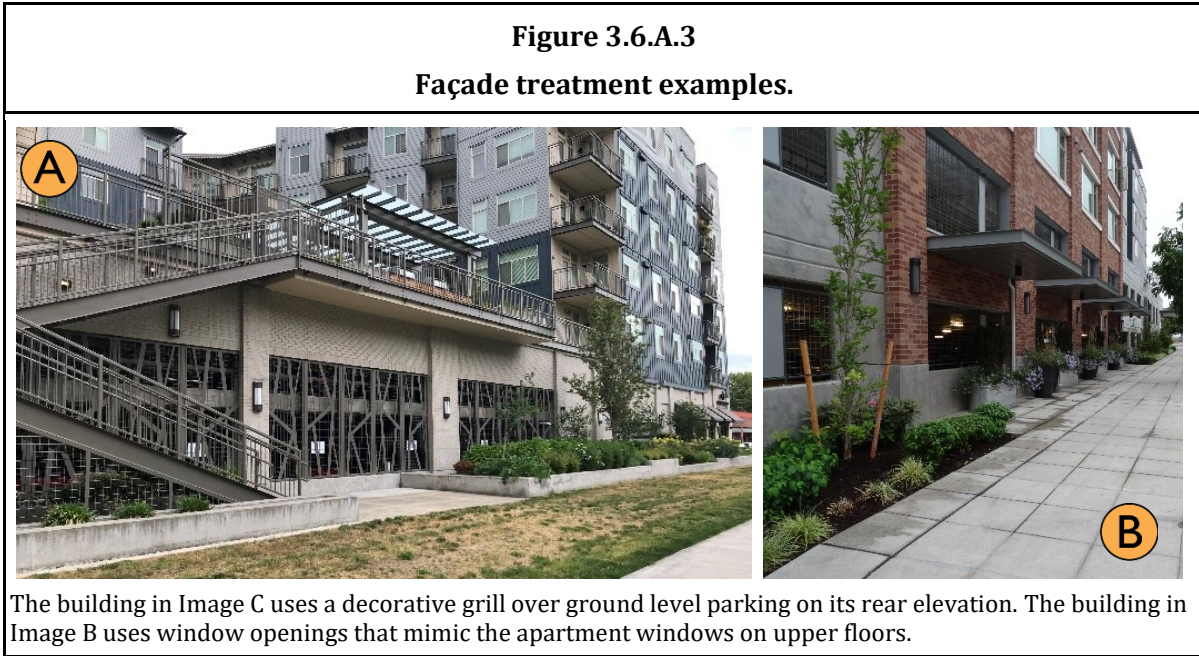 Figure 3.6.A.3
Façade treatment examples.
A
B
The building in Image C uses a decorative grill over ground level parking on its rear elevation. The building in
Image B uses window openings that mimic the apartment windows on upper floors.